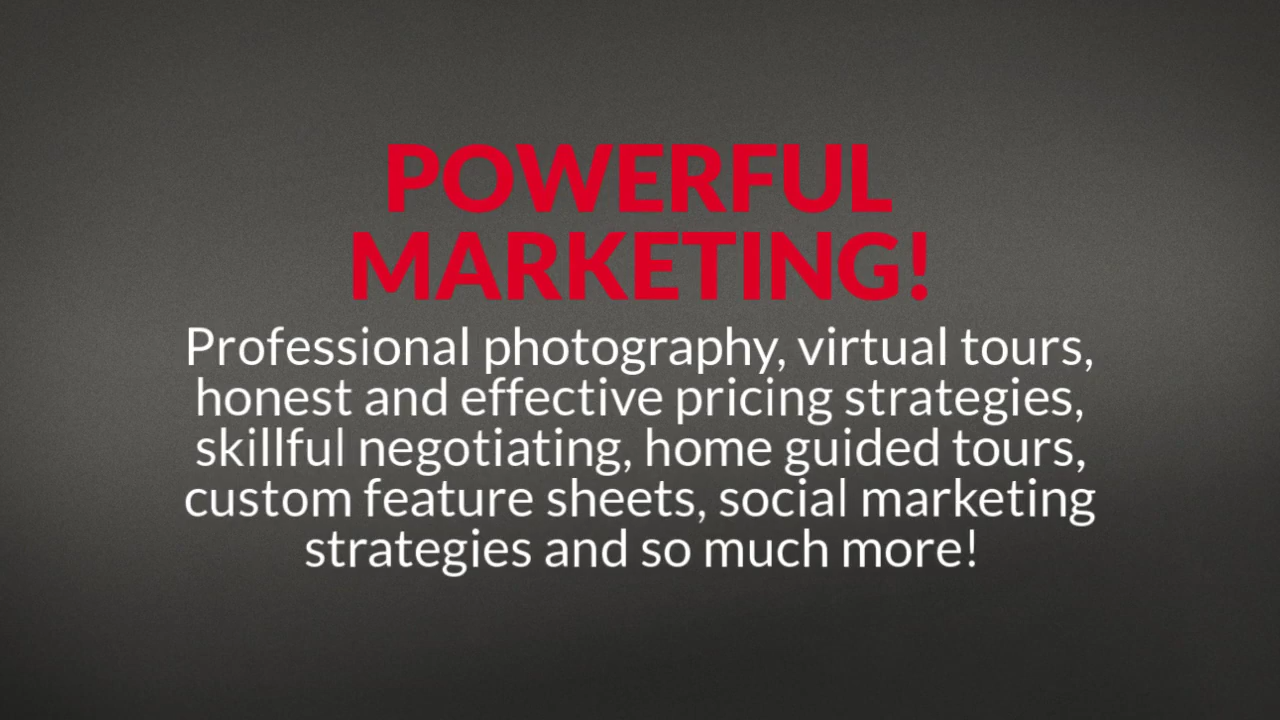 POWERFUL
MARKETING!
Professional photography, virtual tours,
honest and effective pricing strategies,
skillful negotiating, home guided tours,
custom feature sheets, social marketing
strategies and so much more!